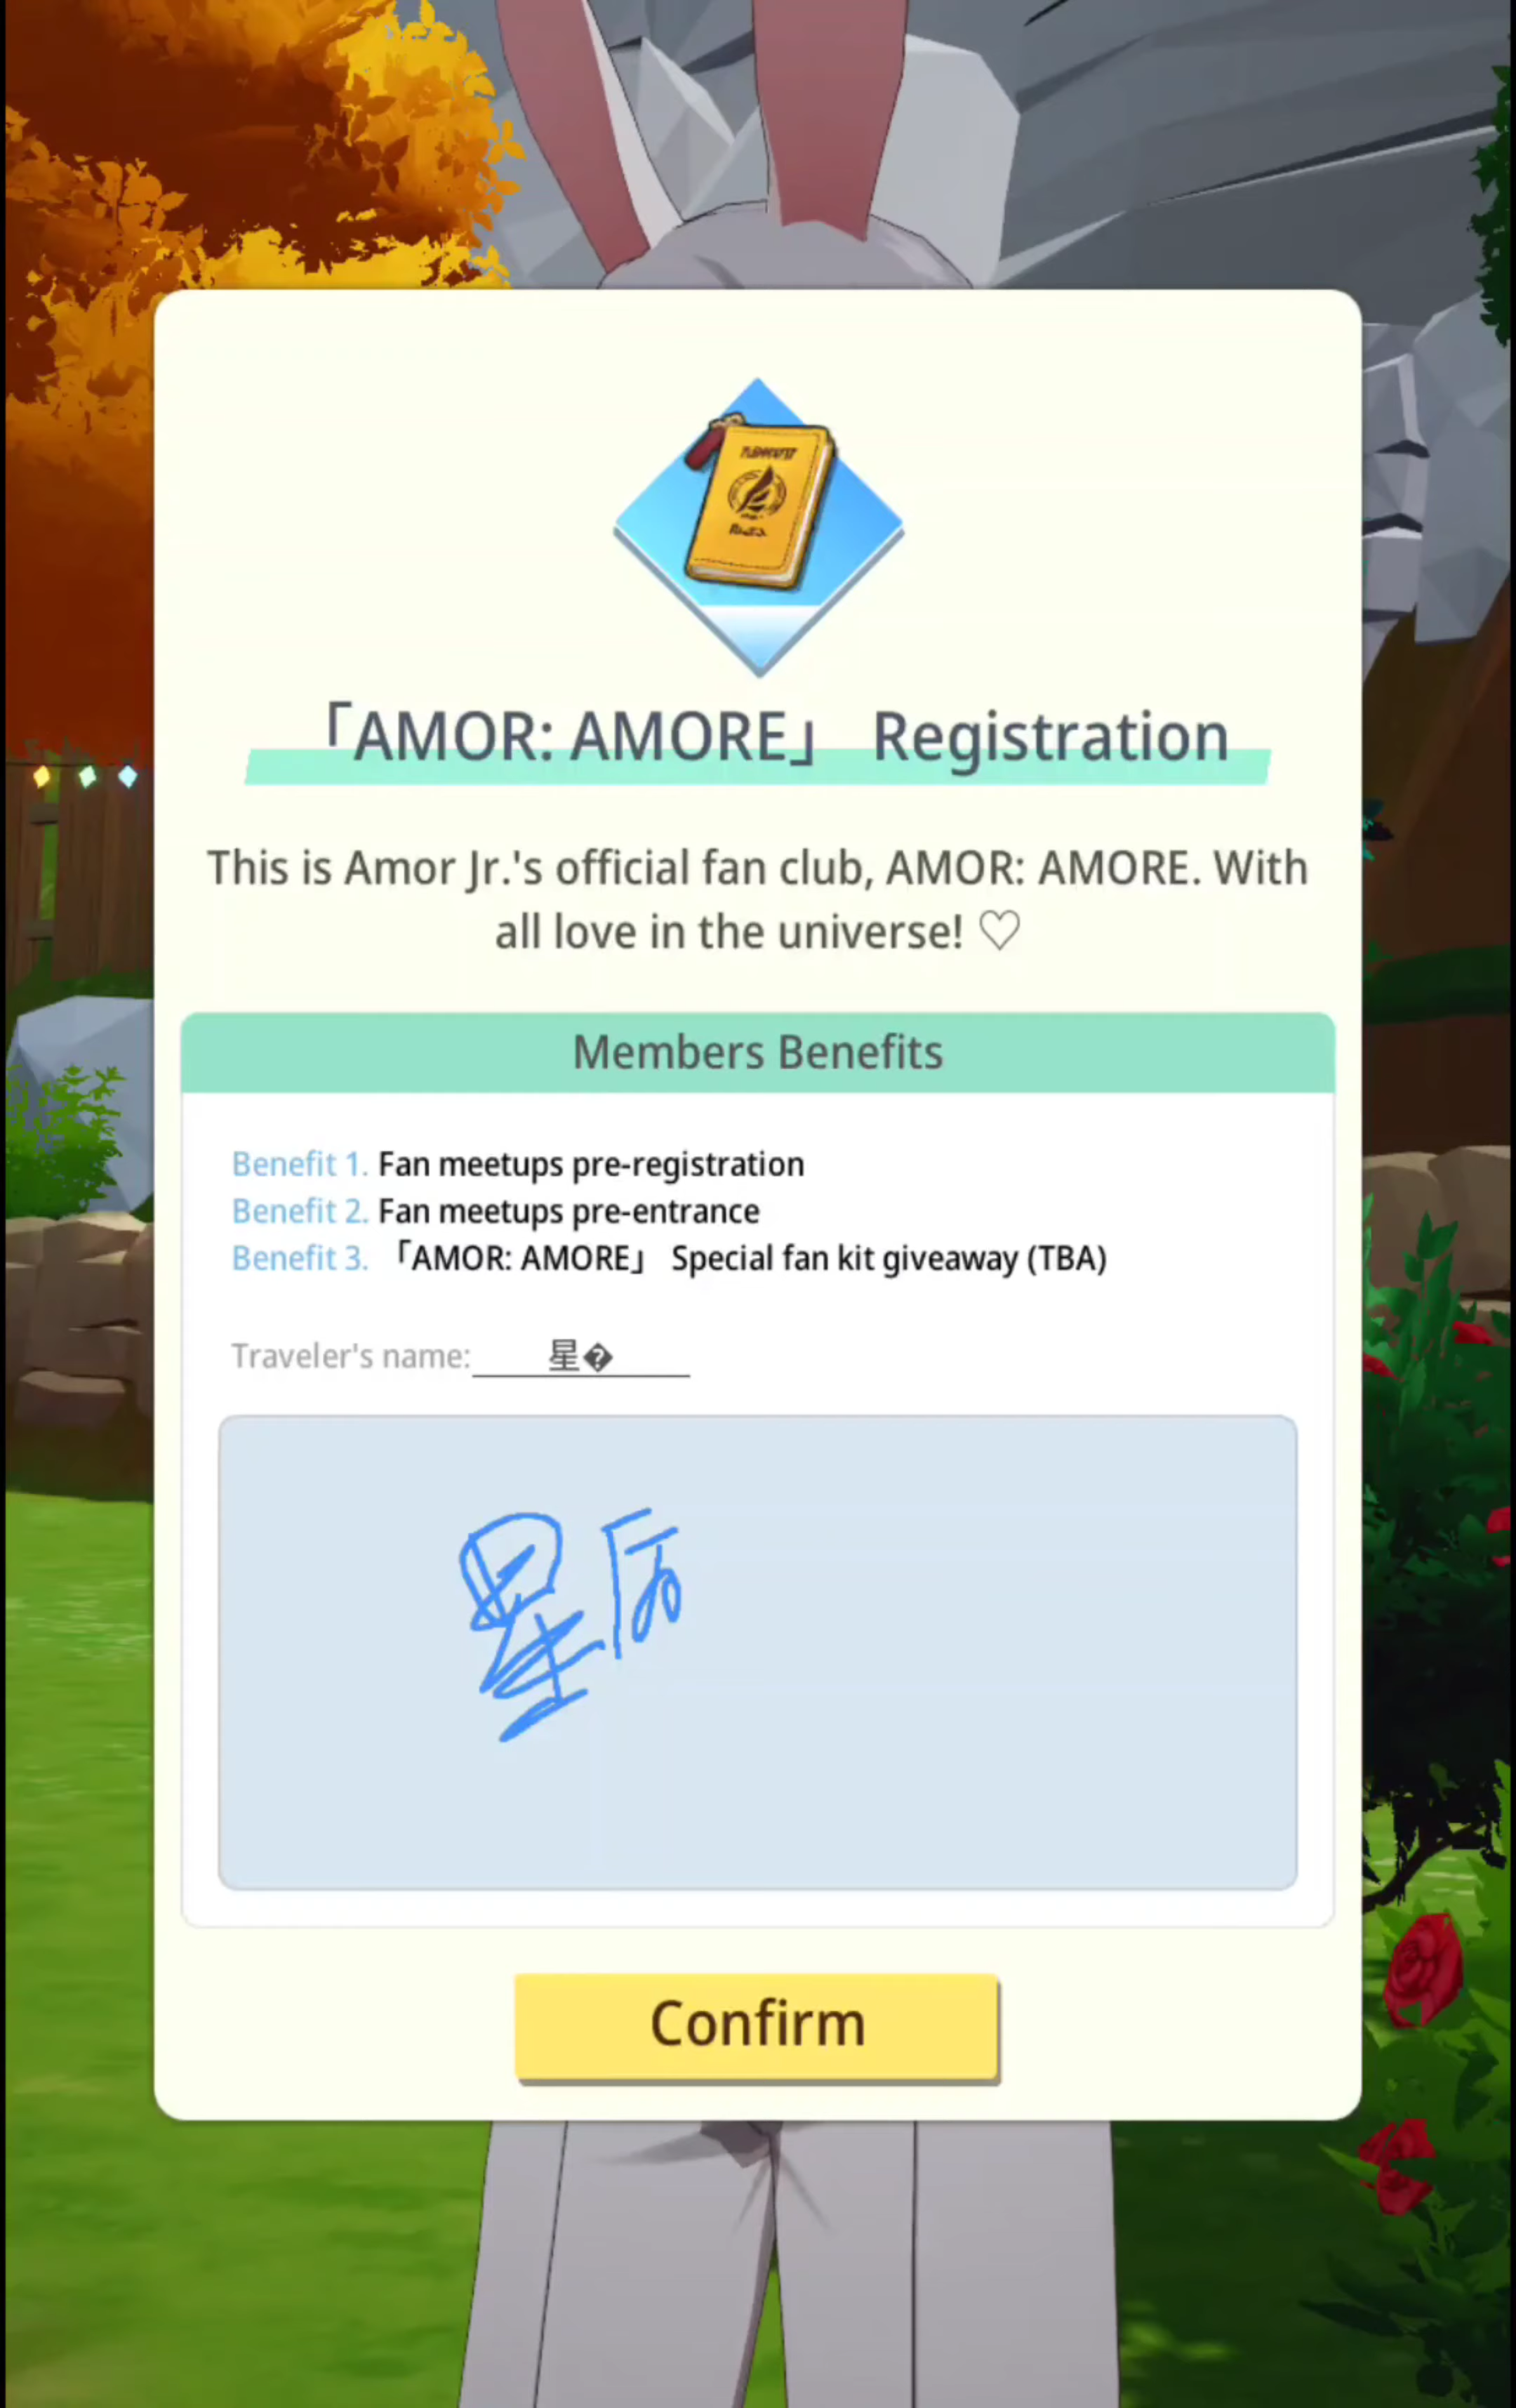 「AMOR: AMORE」 Registration
This is Amor Jr.'s official fan club, AMOR: AMORE. With
all love in the universe! ♡
Members Benefits
Benefit 1. Fan meetups pre-registration
Benefit 2. Fan meetups pre-entrance
Benefit 3. 「AMOR: AMORE」 Special fan kit giveaway (TBA)
Traveler's name: 星�
星
Confirm